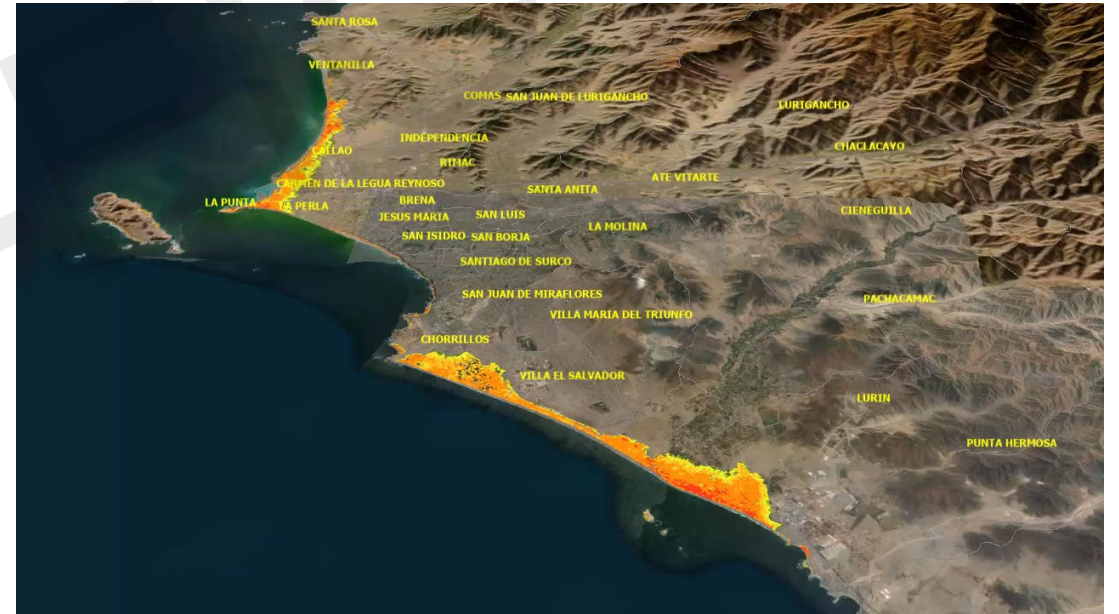 SANTA ROSA
VENTANILLA
COMAS
SAN JUAN DE LURIGANCHO
LURIGANCHO
INDEPENDENCIA
CHACLACAYO
CALLAO
RIMAC
ATE VITARTE
CARMEN DE LA LEGUA REYNOSO
SANTA ANITA
LA PUNTA
LA PERLA
BRENA
CIENEGUILLA
JESUS MARIA
SAN LUIS
LA MOLINA
SAN ISIDRO
SAN BORJA
SANTIAGO DE SURCO
SAN JUAN DE MIRAFLORES
PACHACAMAC
VILLA MARIA DEL TRIUNFO
CHORRILLOS
VILLA EL SALVADOR
LURIN
PUNTA HERMOSA